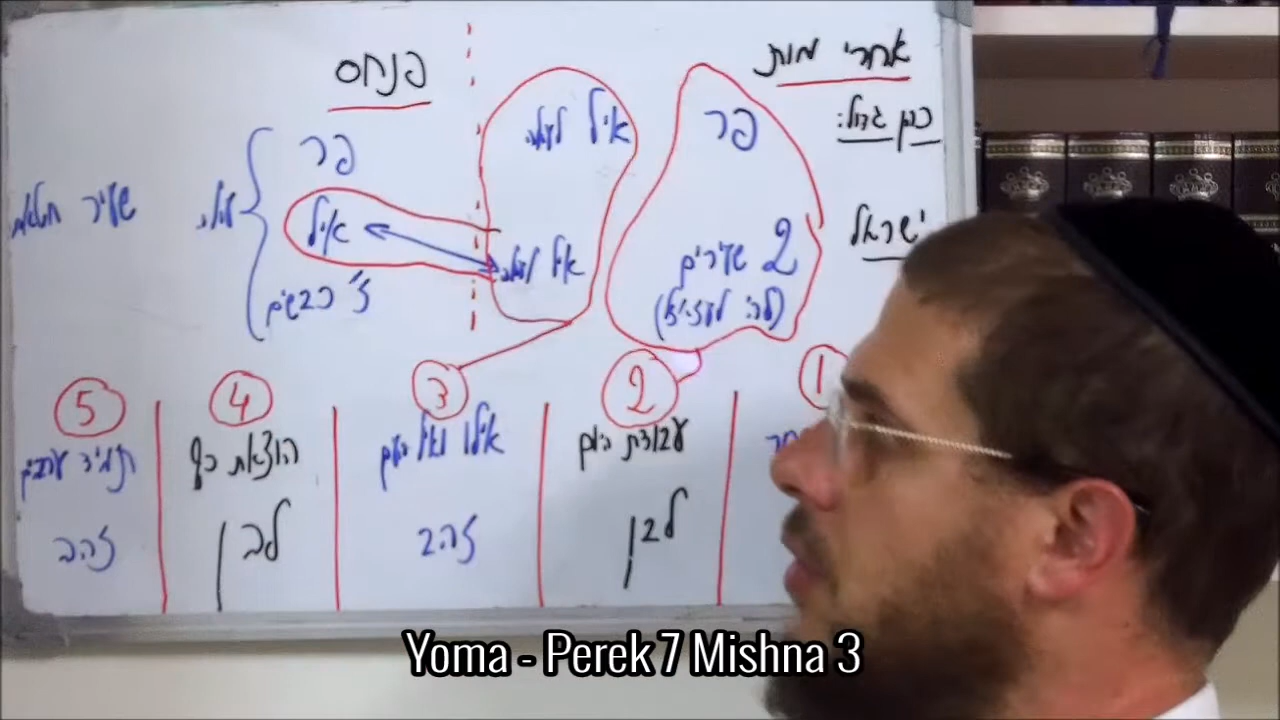 אחרי מות
כהן גדול:
פר
איל לעולה
ישראל
2 שעירים
(לה' לעזאזל)
איל לעולה
פנחס
פר
איל
ז' כבשים
עולה
שעיר חטאת
1
2
עבודת היום
לבן
3
אילו ואיל העם
זהב
4
הוצאת כף
לבן
5
תמיד ערבים
זהב
Yoma - Perek 7 Mishna 3